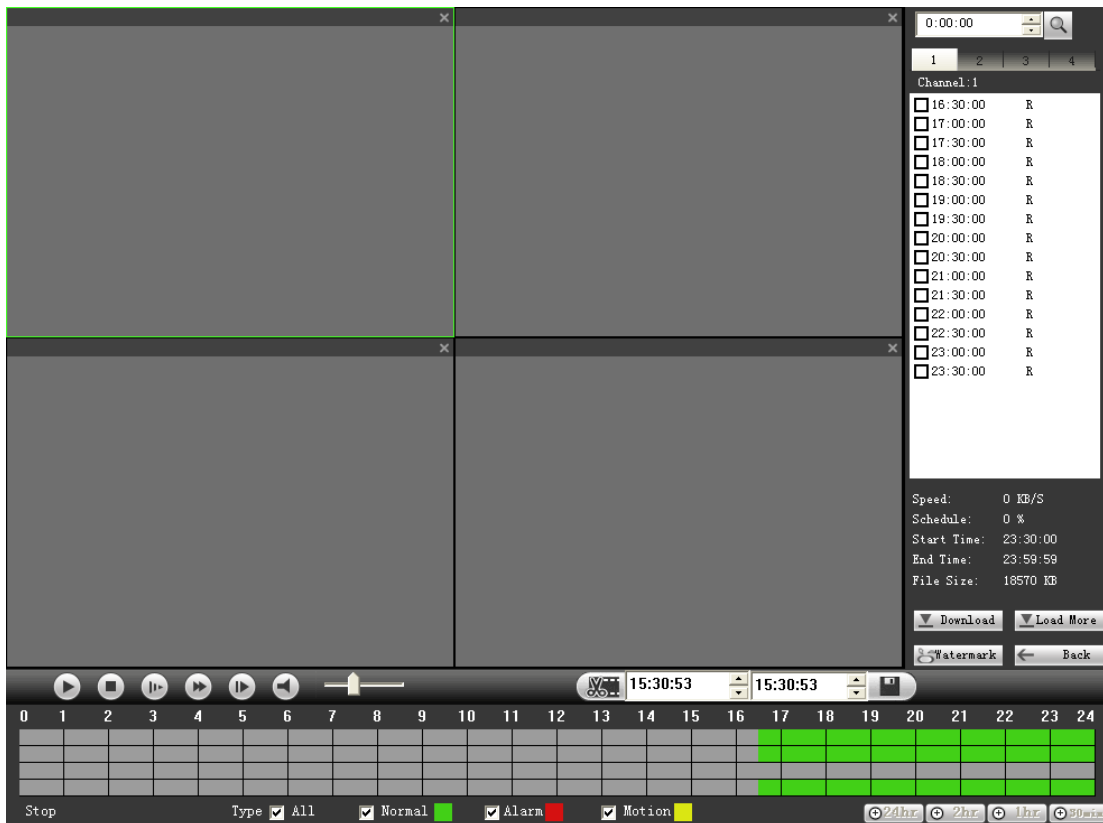 0:00:00
1 2 3 4
Channel:1
16:30:00 R
17:00:00 R
17:30:00 R
18:00:00 R
18:30:00 R
19:00:00 R
19:30:00 R
20:00:00 R
20:30:00 R
21:00:00 R
21:30:00 R
22:00:00 R
22:30:00 R
23:00:00 R
23:30:00 R
Speed: 0 KB/S
Schedule: 0 %
Start Time: 23:30:00
End Time: 23:59:59
File Size: 18570 KB
Download Load More
Watermark Back
15:30:53 15:30:53
0 1 2 3 4 5 6 7 8 9 10 11 12 13 14 15 16 17 18 19 20 21 22 23 24
Stop Type All Normal Alarm Motion 24hr 2hr 1hr 30min